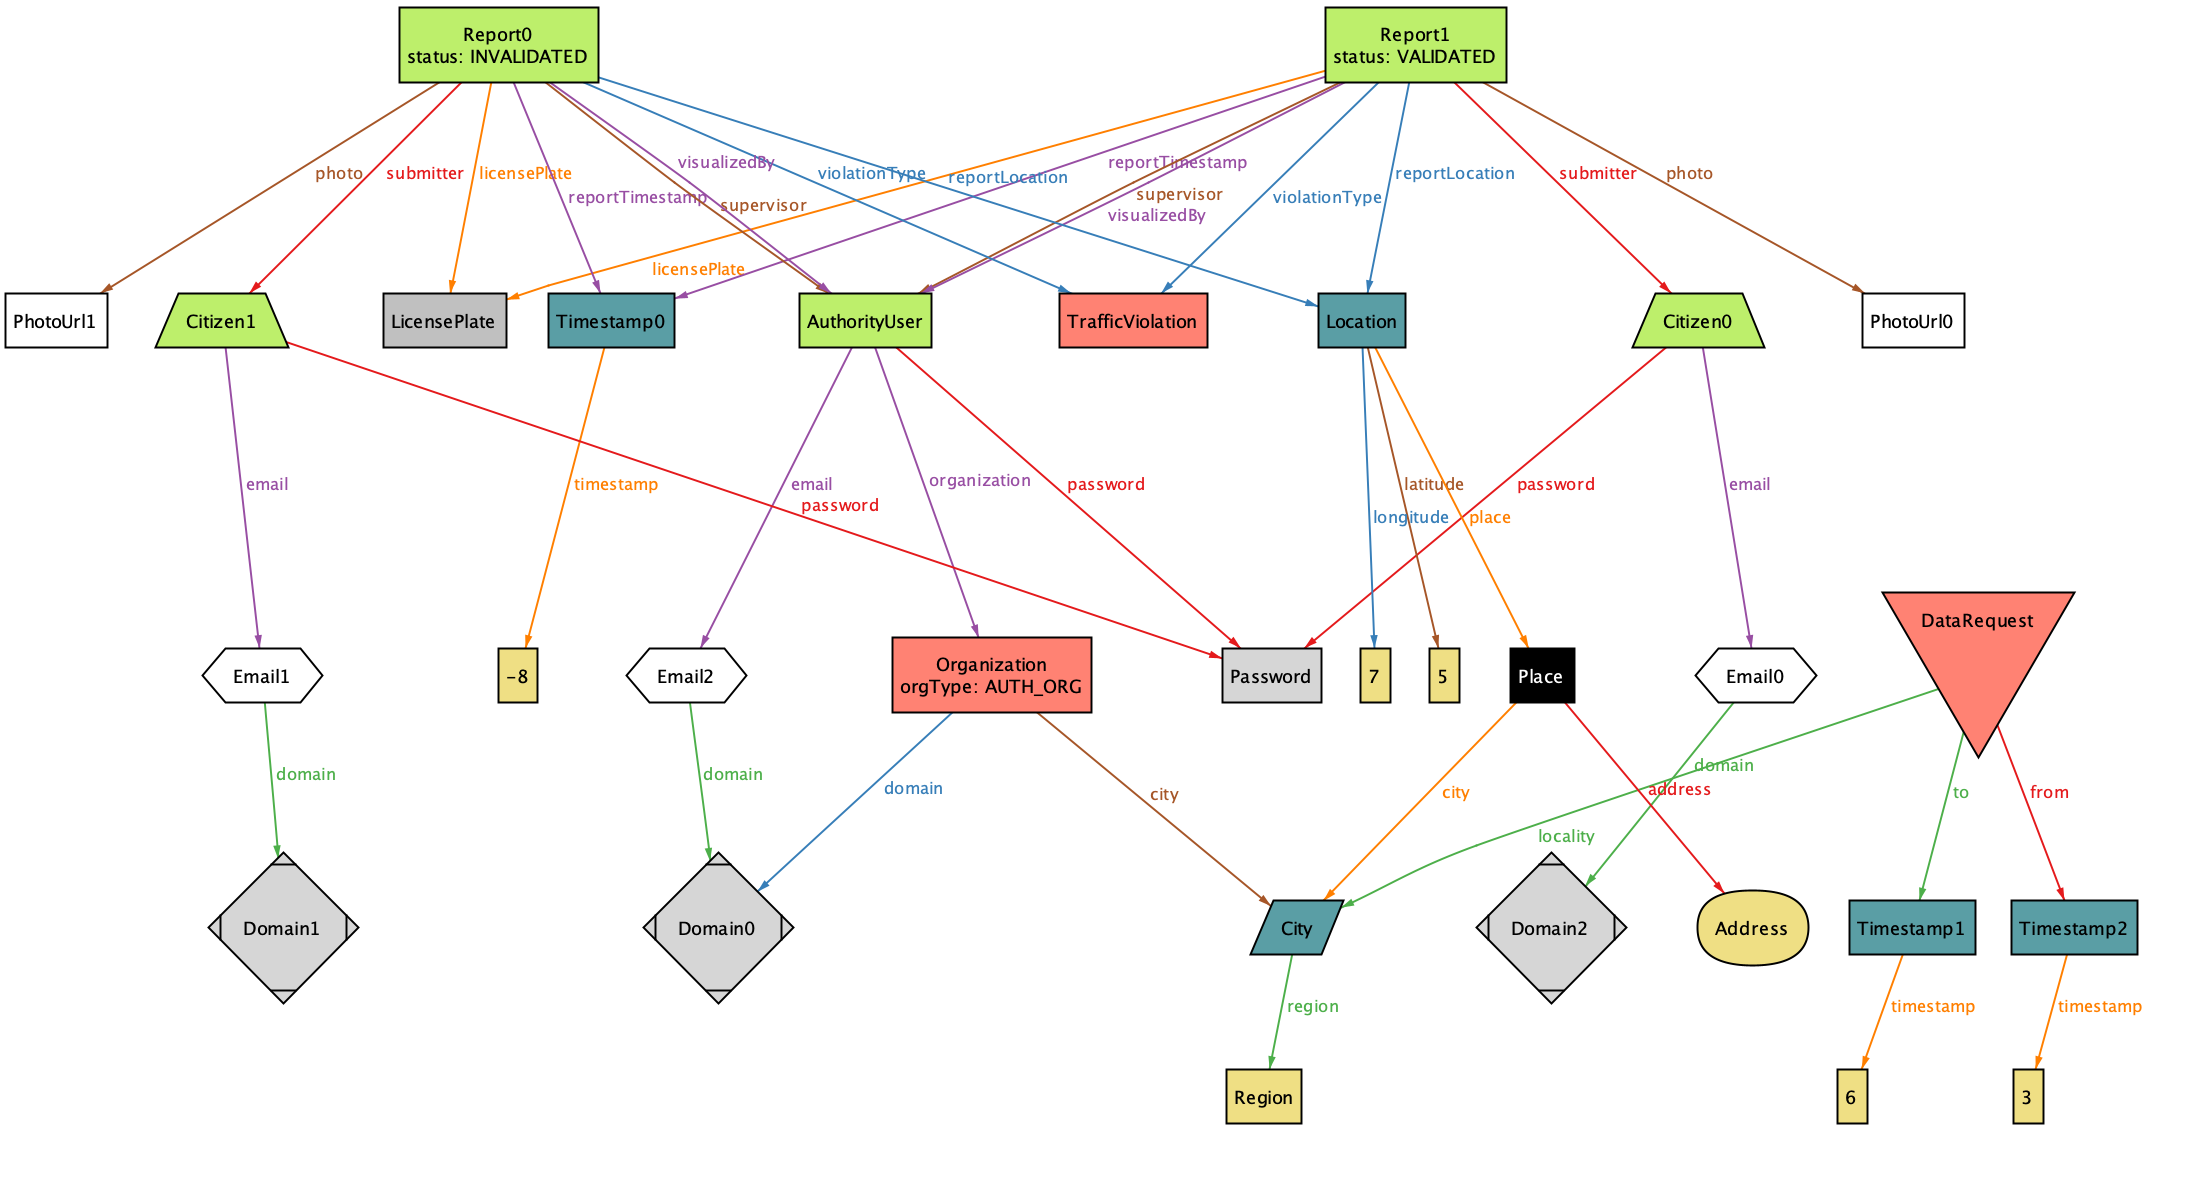 Report0
status: INVALIDATED
Report1
status: VALIDATED
visualizedBy
reportTimestamp
photo
submitter
licensePlate
violationType
reportLocation
reportLocation
submitter
photo
reportTimestamp
supervisor
supervisor
violationType
visualizedBy
licensePlate
PhotoUrl1
Citizen1
LicensePlate
Timestamp0
AuthorityUser
TrafficViolation
Location
Citizen0
PhotoUrl0
email
timestamp
email
organization
password
latitude
password
email
password
longitude
place
DataRequest
Email1
-8
Email2
Organization
orgType: AUTH_ORG
Password
7
5
Place
Email0
domain
domain
domain
city
city
domain
address
to
from
locality
Domain1
Domain0
City
Domain2
Address
Timestamp1
Timestamp2
region
timestamp
timestamp
Region
6
3